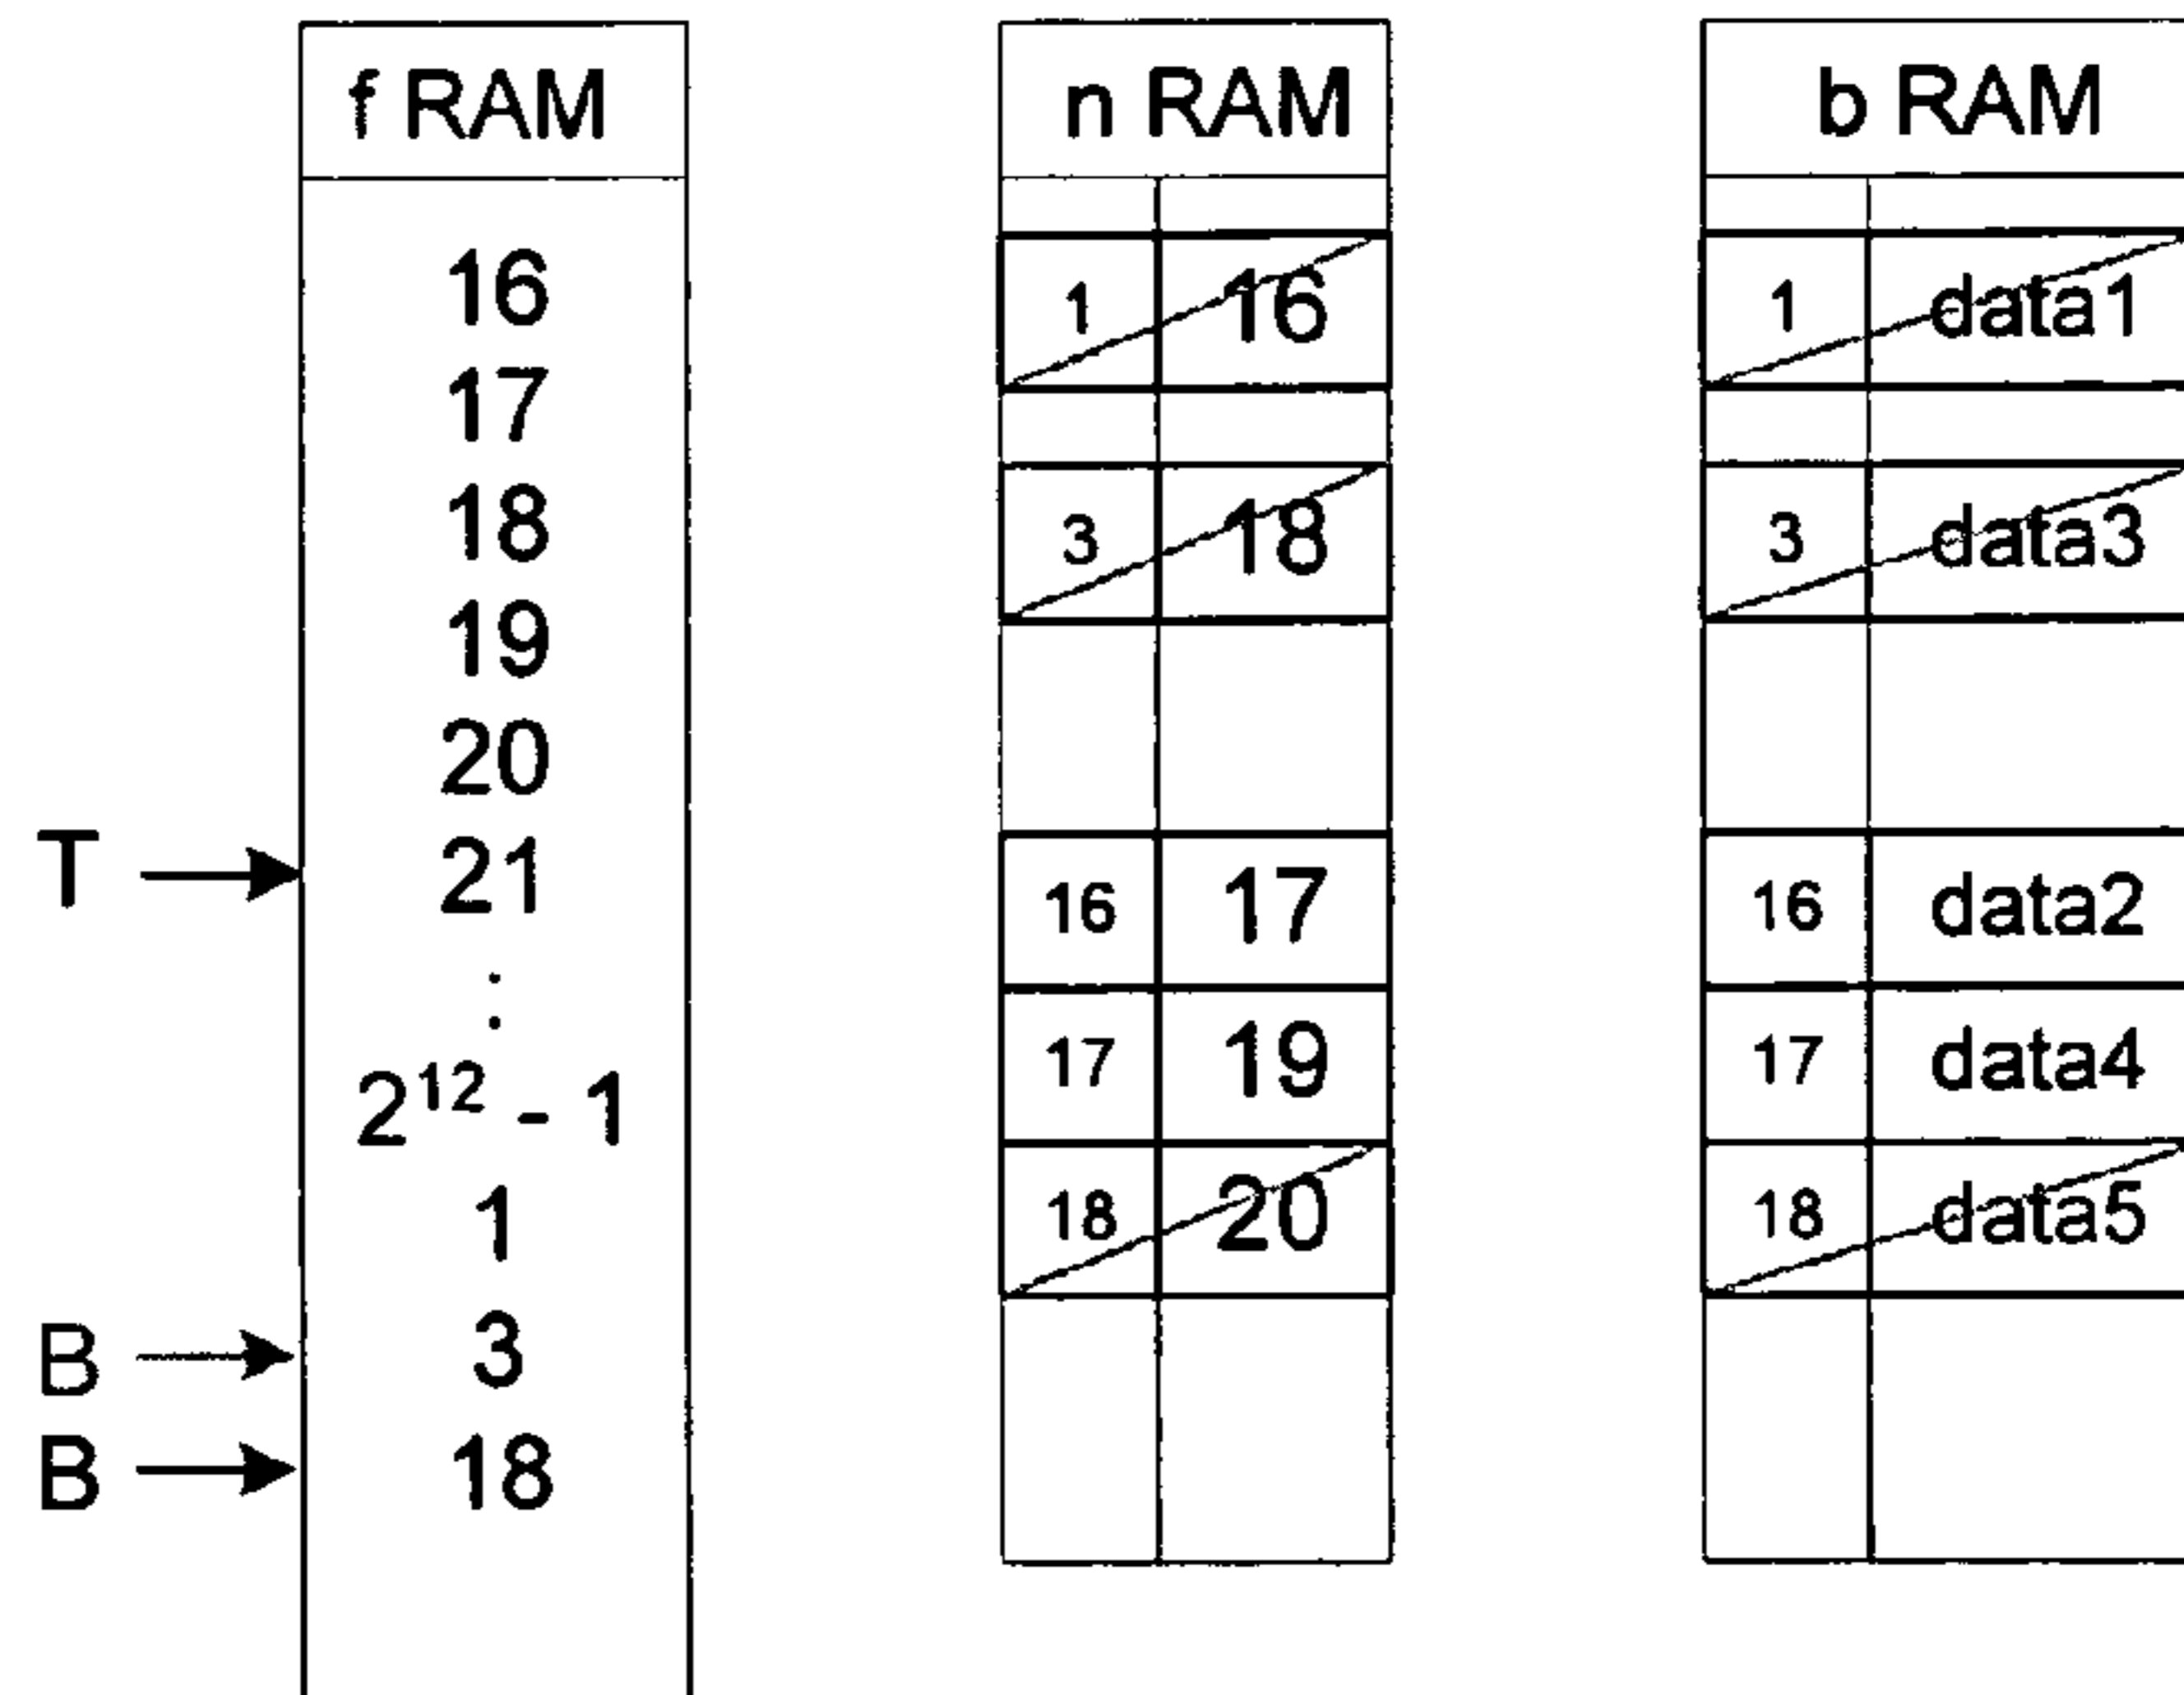 f RAM
16
17
18
19
20
T 21
:
2¹² - 1
1
B 3
B 18
n RAM
1 16
3 18
16 17
17 19
18 20
b RAM
1 data1
3 data3
16 data2
17 data4
18 data5